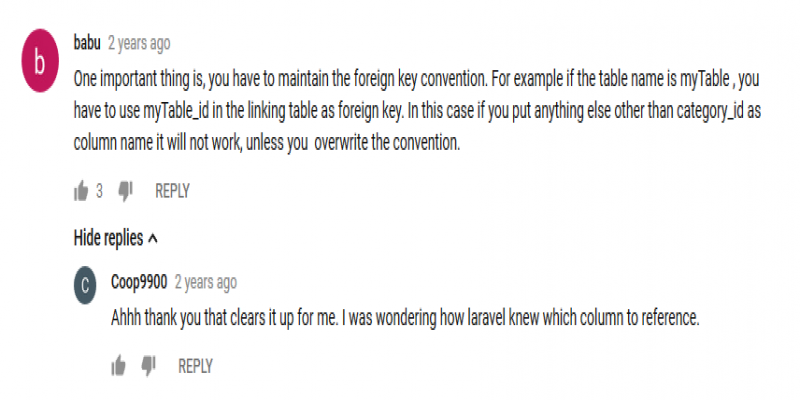 b
babu 2 years ago
One important thing is, you have to maintain the foreign key convention. For example if the table name is myTable , you
have to use myTable_id in the linking table as foreign key. In this case if you put anything else other than category_id as
column name it will not work, unless you  overwrite the convention.
3 REPLY
Hide replies
C
Coop9900 2 years ago
Ahhh thank you that clears it up for me. I was wondering how laravel knew which column to reference.
REPLY